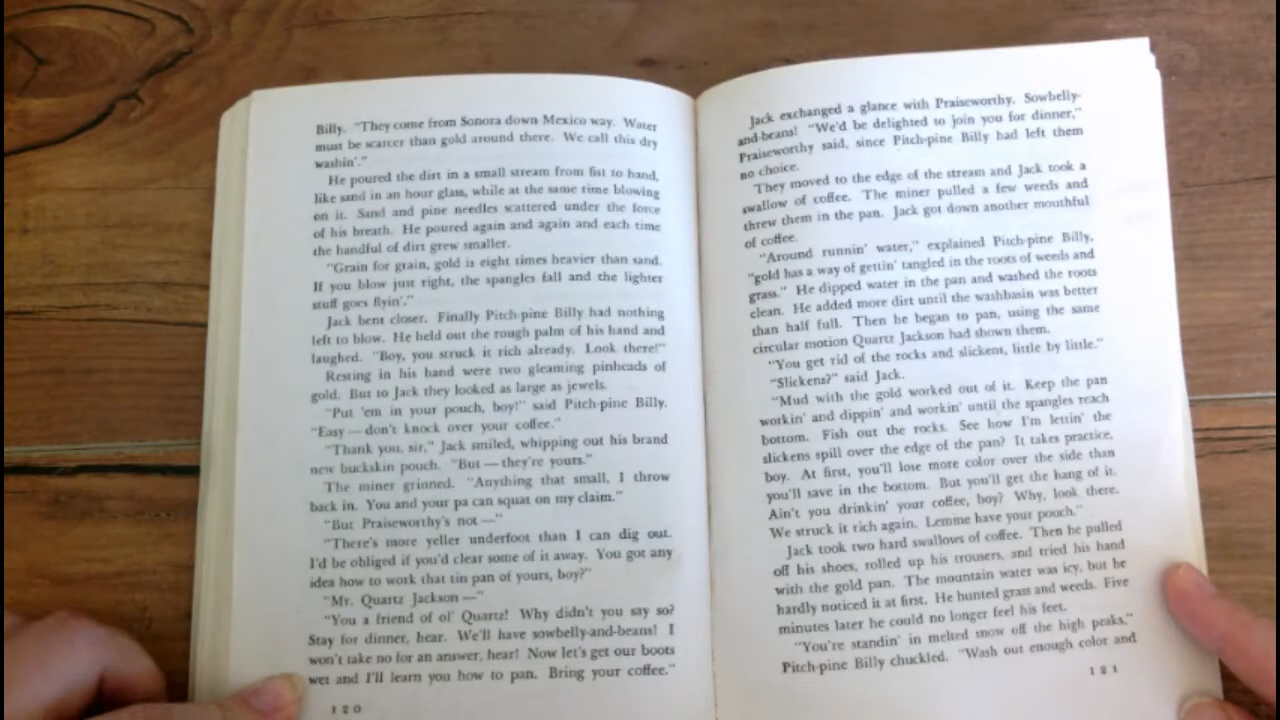 Billy. "They come from Sonora down Mexico way. Water
must be scarcer than gold around there. We call this dry
washin'."
He poured the dirt in a small stream from fist to hand,
like sand in an hour glass, while at the same time blowing
on it. Sand and pine needles scattered under the force
of his breath. He poured again and again and each time
the handful of dirt grew smaller.
"Grain for grain, gold is eight times heavier than sand.
If you blow just right, the spangles fall and the lighter
stuff goes flyin'."
Jack bent closer. Finally Pitch-pine Billy had nothing
left to blow. He held out the rough palm of his hand and
laughed. "Boy, you struck it rich already. Look there!"
Resting in his hand were two gleaming pinheads of
gold. But to Jack they looked as large as jewels.
"Put 'em in your pouch, boy!" said Pitch-pine Billy.
"Easy — don't knock over your coffee."
"Thank you, sir," Jack smiled, whipping out his brand
new buckskin pouch. "But — they're yours."
The miner grinned. "Anything that small, I throw
back in. You and your pa can squat on my claim."
"But Praiseworthy's not —"
"There's more yeller underfoot than I can dig out.
I'd be obliged if you'd clear some of it away. You got any
idea how to work that tin pan of yours, boy?"
"Mr. Quartz Jackson —"
"You a friend of ol' Quartz! Why didn't you say so?
Stay for dinner, hear. We'll have sowbelly-and-beans! I
won't take no for an answer, hear! Now let's get our boots
wet and I'll learn you how to pan. Bring your coffee."
120
Jack exchanged a glance with Praiseworthy. Sowbelly-
and-beans! "We'd be delighted to join you for dinner,"
Praiseworthy said, since Pitch-pine Billy had left them
no choice.
They moved to the edge of the stream and Jack took a
swallow of coffee. The miner pulled a few weeds and
threw them in the pan. Jack got down another mouthful
of coffee.
"Around runnin' water," explained Pitch-pine Billy,
"gold has a way of gettin' tangled in the roots of weeds and
grass." He dipped water in the pan and washed the roots
clean. He added more dirt until the washbasin was better
than half full. Then he began to pan, using the same
circular motion Quartz Jackson had shown them.
"You get rid of the rocks and slickens, little by little."
"Slickens?" said Jack.
"Mud with the gold worked out of it. Keep the pan
workin' and dippin' and workin' until the spangles reach
bottom. Fish out the rocks. See how I'm lettin' the
slickens spill over the edge of the pan? It takes practice,
boy. At first, you'll lose more color over the side than
you'll save in the bottom. But you'll get the hang of it.
Ain't you drinkin' your coffee, boy? Why, look there.
We struck it rich again. Lemme have your pouch."
Jack took two hard swallows of coffee. Then he pulled
off his shoes, rolled up his trousers, and tried his hand
with the gold pan. The mountain water was icy, but he
hardly noticed it at first. He hunted grass and weeds. Five
minutes later he could no longer feel his feet.
"You're standin' in melted snow off the high peaks,"
Pitch-pine Billy chuckled. "Wash out enough color and
121